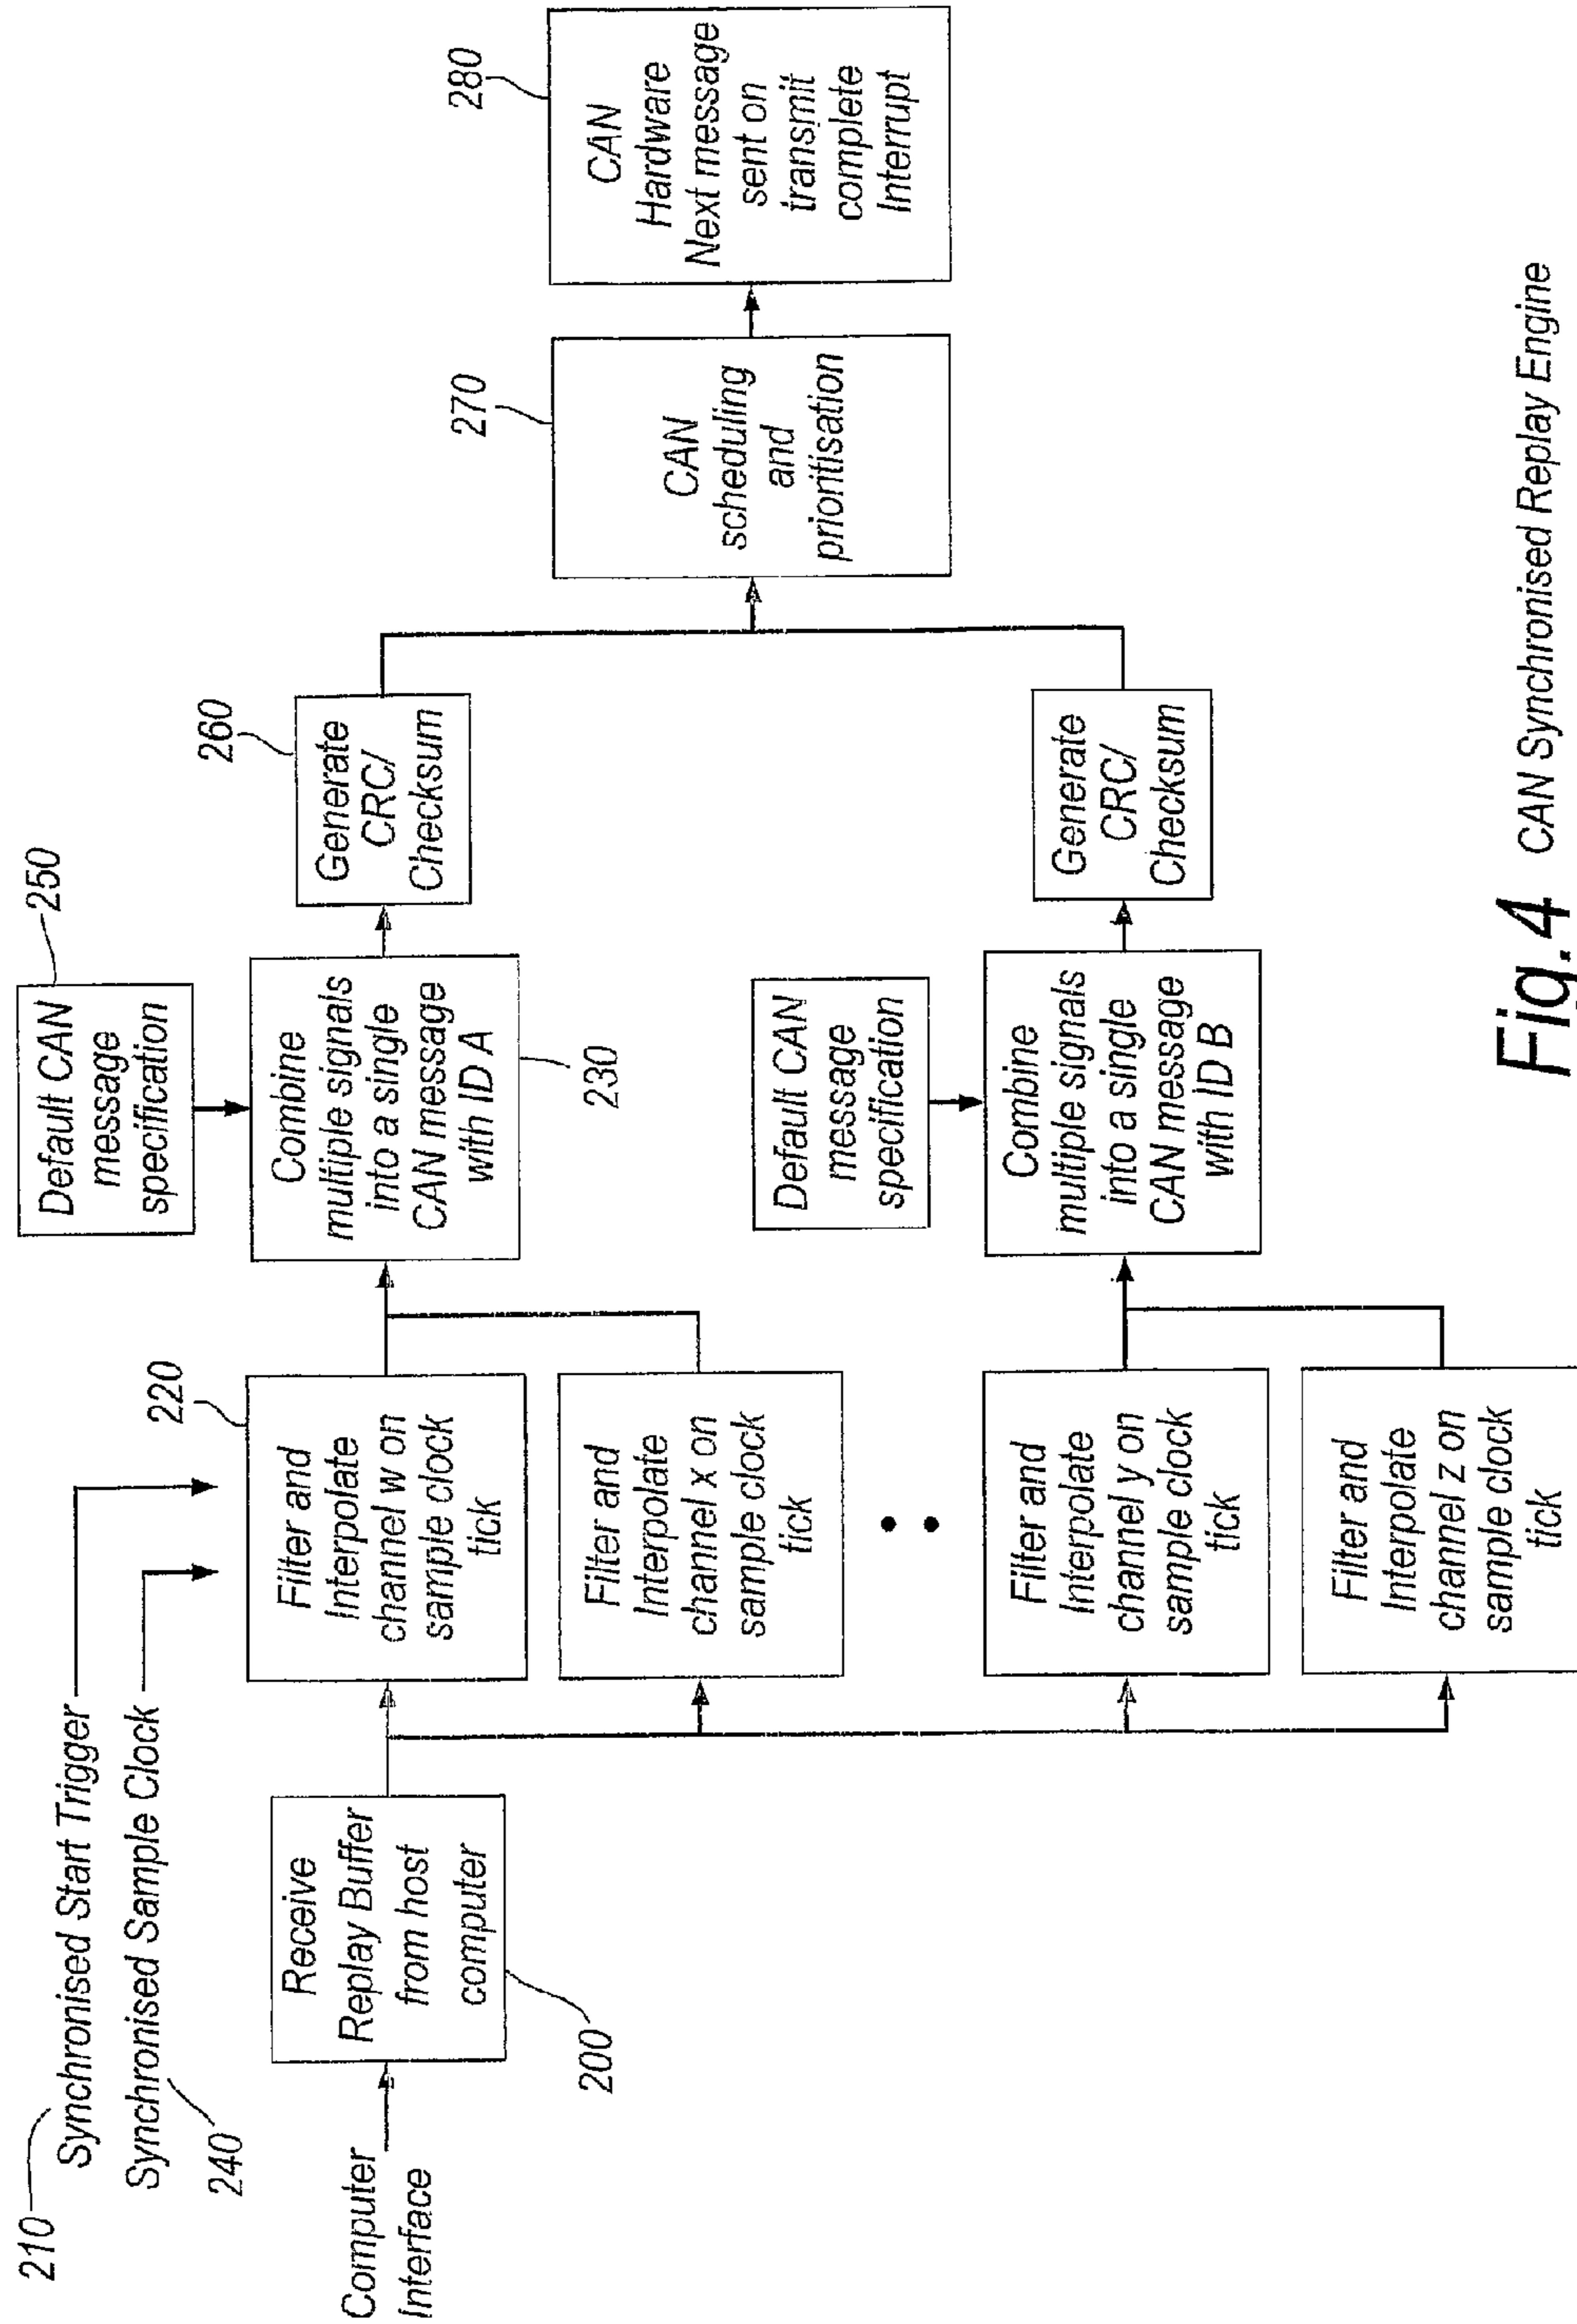 210
Synchronised Start Trigger
Synchronised Sample Clock
240
Computer
Interface
Receive
Replay Buffer
from host
computer
200
220
Filter and
Interpolate
channel w on
sample clock
tick
Filter and
Interpolate
channel x on
sample clock
tick
Filter and
Interpolate
channel y on
sample clock
tick
Filter and
Interpolate
channel z on
sample clock
tick
Default CAN
message
specification
250
Combine
multiple signals
into a single
CAN message
with ID A
230
Default CAN
message
specification
Combine
multiple signals
into a single
CAN message
with ID B
Generate
CRC/
Checksum
260
Generate
CRC/
Checksum
CAN
scheduling
and
prioritisation
270
CAN
Hardware
Next message
sent on
transmit
complete
Interrupt
280
Fig.4 CAN Synchronised Replay Engine